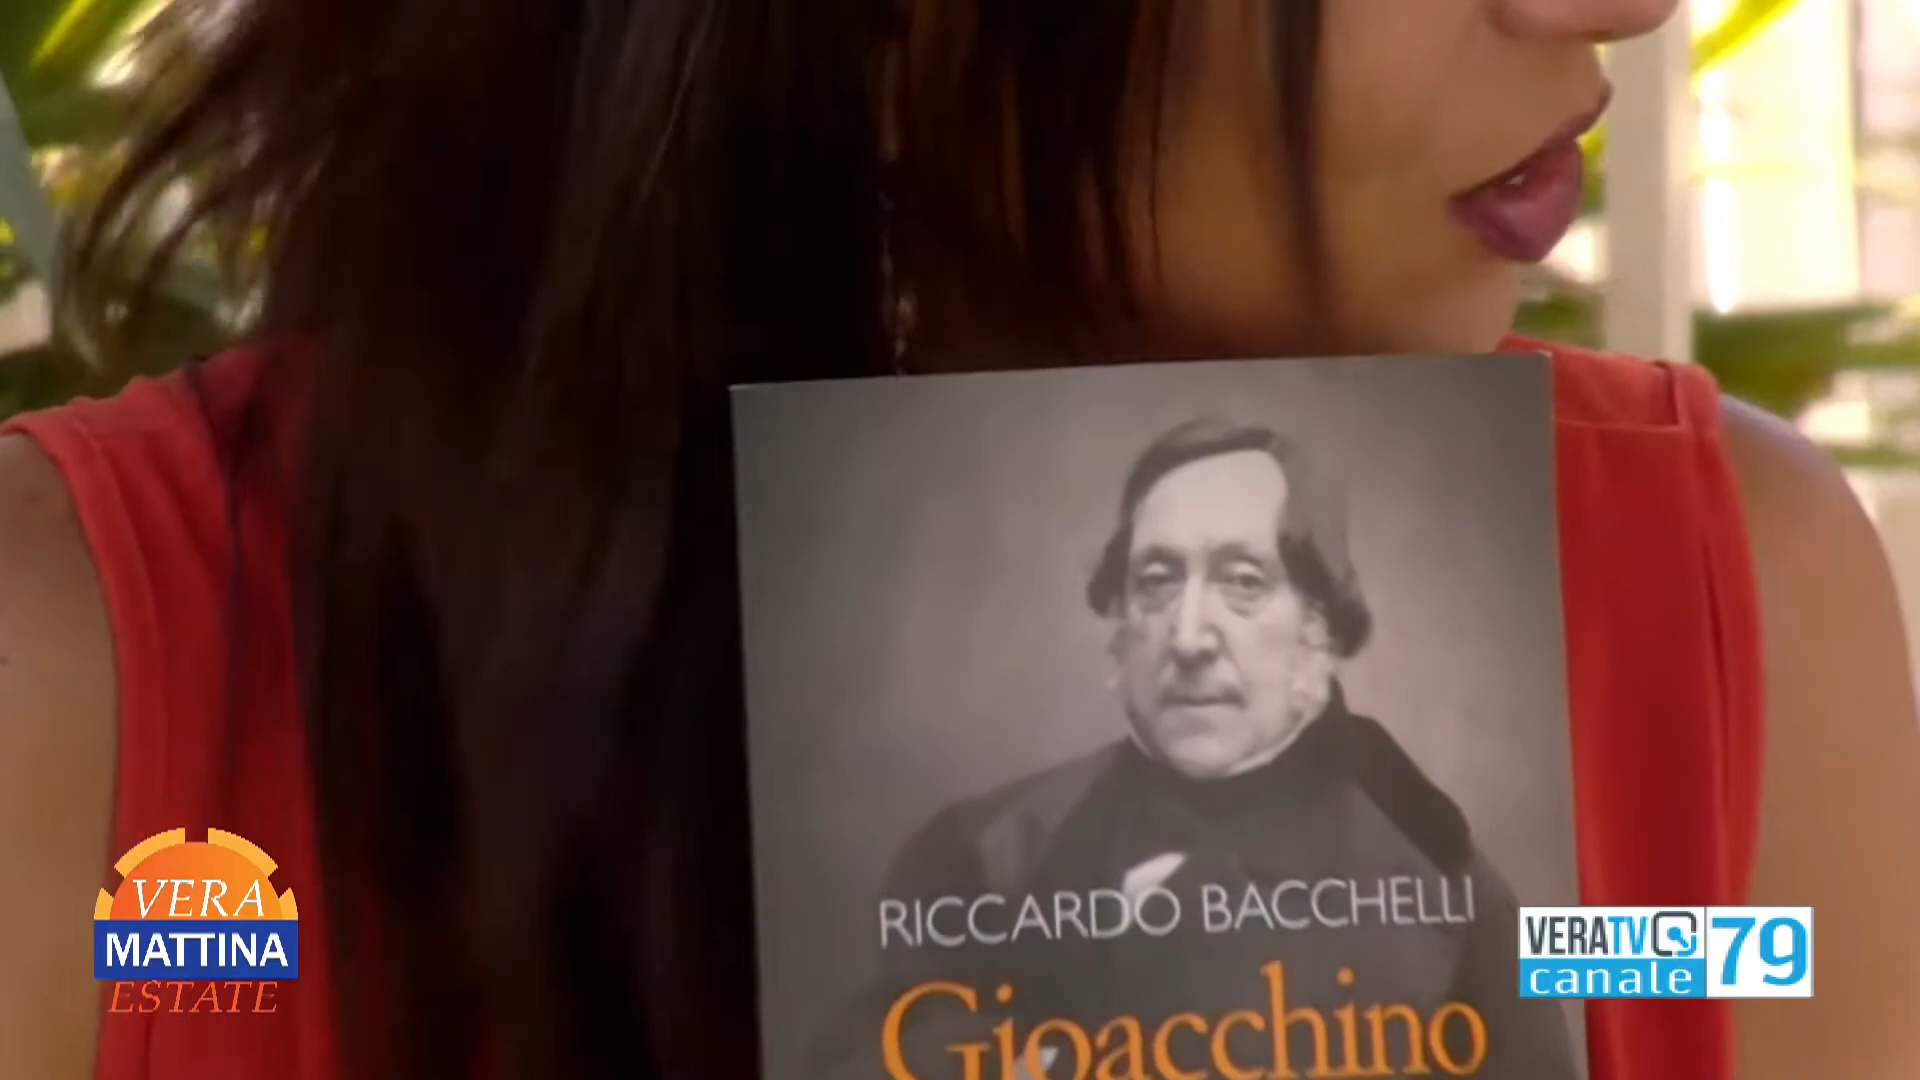 RICCARDO BACCHELLI
Gioacchino
VERA
MATTINA
ESTATE
VERATV
canale 79